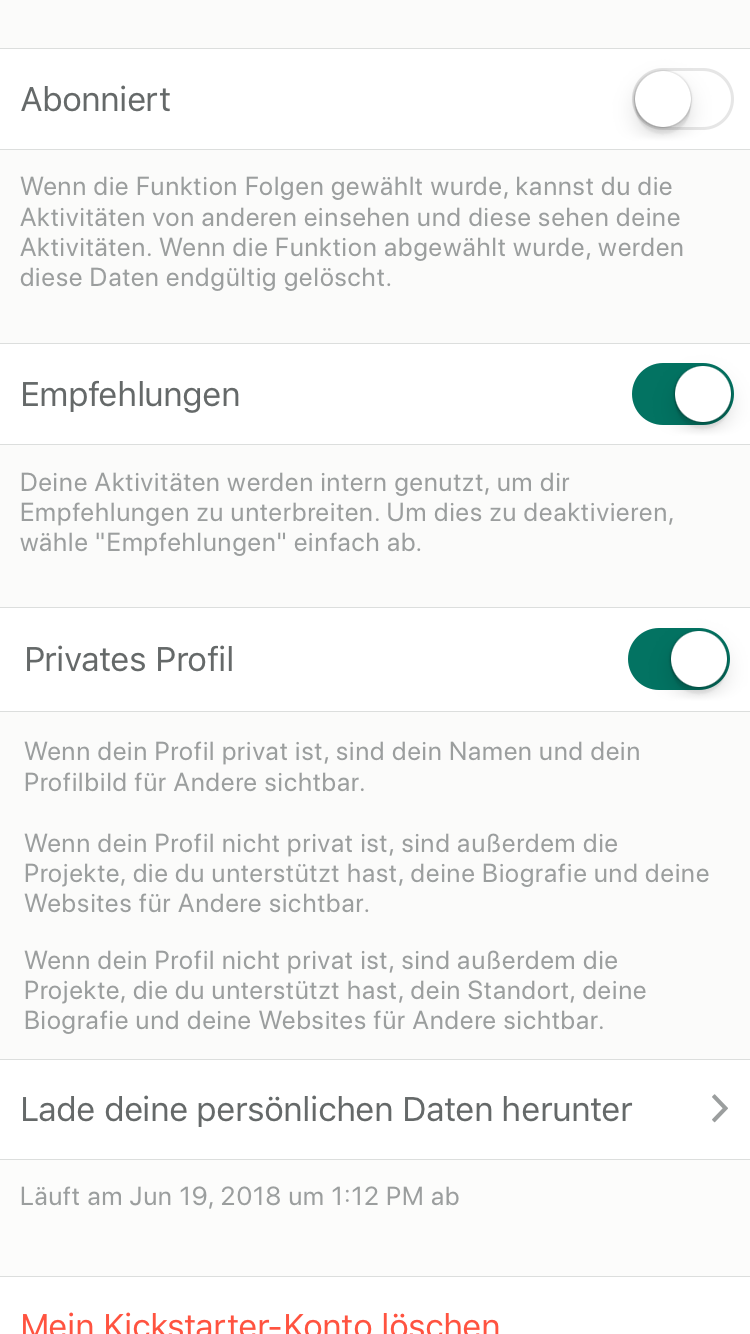 Abonniert
Wenn die Funktion Folgen gewählt wurde, kannst du die
Aktivitäten von anderen einsehen und diese sehen deine
Aktivitäten. Wenn die Funktion abgewählt wurde, werden
diese Daten endgültig gelöscht.
Empfehlungen
Deine Aktivitäten werden intern genutzt, um dir
Empfehlungen zu unterbreiten. Um dies zu deaktivieren,
wähle "Empfehlungen" einfach ab.
Privates Profil
Wenn dein Profil privat ist, sind dein Namen und dein
Profilbild für Andere sichtbar.
Wenn dein Profil nicht privat ist, sind außerdem die
Projekte, die du unterstützt hast, deine Biografie und deine
Websites für Andere sichtbar.
Wenn dein Profil nicht privat ist, sind außerdem die
Projekte, die du unterstützt hast, dein Standort, deine
Biografie und deine Websites für Andere sichtbar.
Lade deine persönlichen Daten herunter
Läuft am Jun 19, 2018 um 1:12 PM ab
Mein Kickstarter-Konto löschen